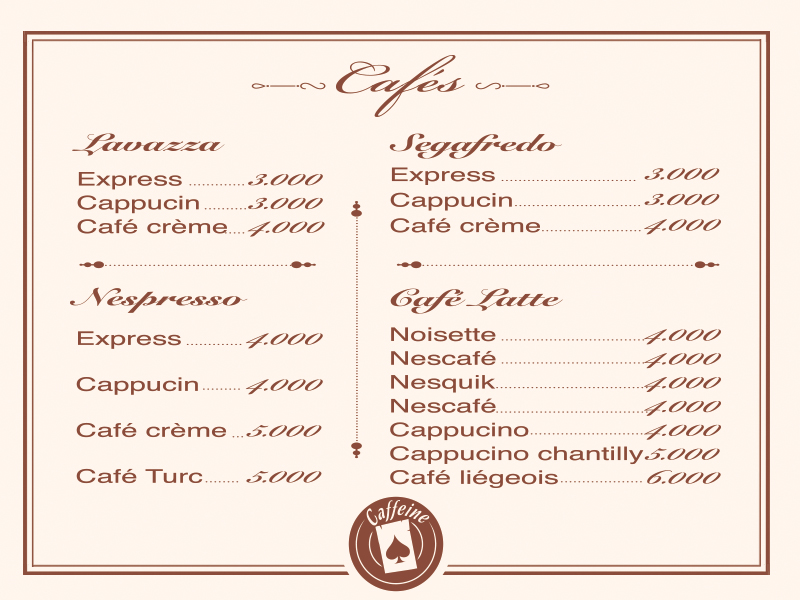 Cafés
Lavazza
Express ............ 3.000
Cappucin ......... 3.000
Café crème.... 4.000
Nespresso
Express ............ 4.000
Cappucin ........ 4.000
Café crème ... 5.000
Café Turc........ 5.000
Segafredo
Express ............................. 3.000
Cappucin........................... 3.000
Café crème...................... 4.000
Café Latte
Noisette ..............................4.000
Nescafé ..............................4.000
Nesquik...............................4.000
Nescafé...............................4.000
Cappucino........................4.000
Cappucino chantilly5.000
Café liégeois.................. 6.000
Caffeine